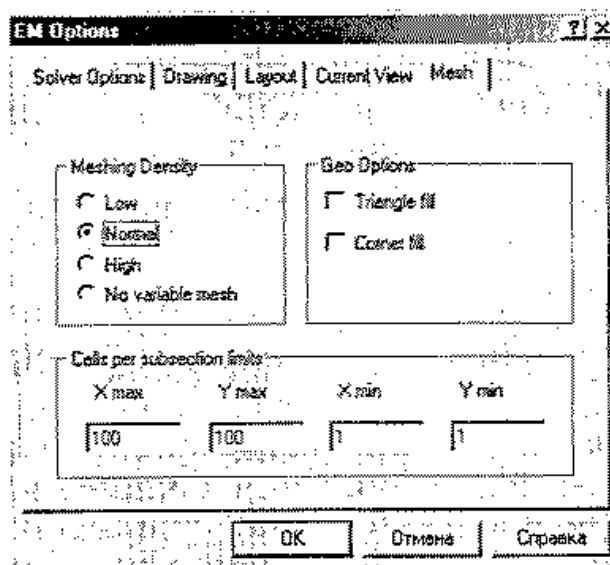 EM Options ? ×
Solver Options Drawing Layout Current View Mesh
Meshing Density
Low
Normal
High
No variable mesh
Geo Options
Triangle fill
Corner fill
Cells per subsection limits
X max Y max X min Y min
100 100 1 1
OK Отмена Справка